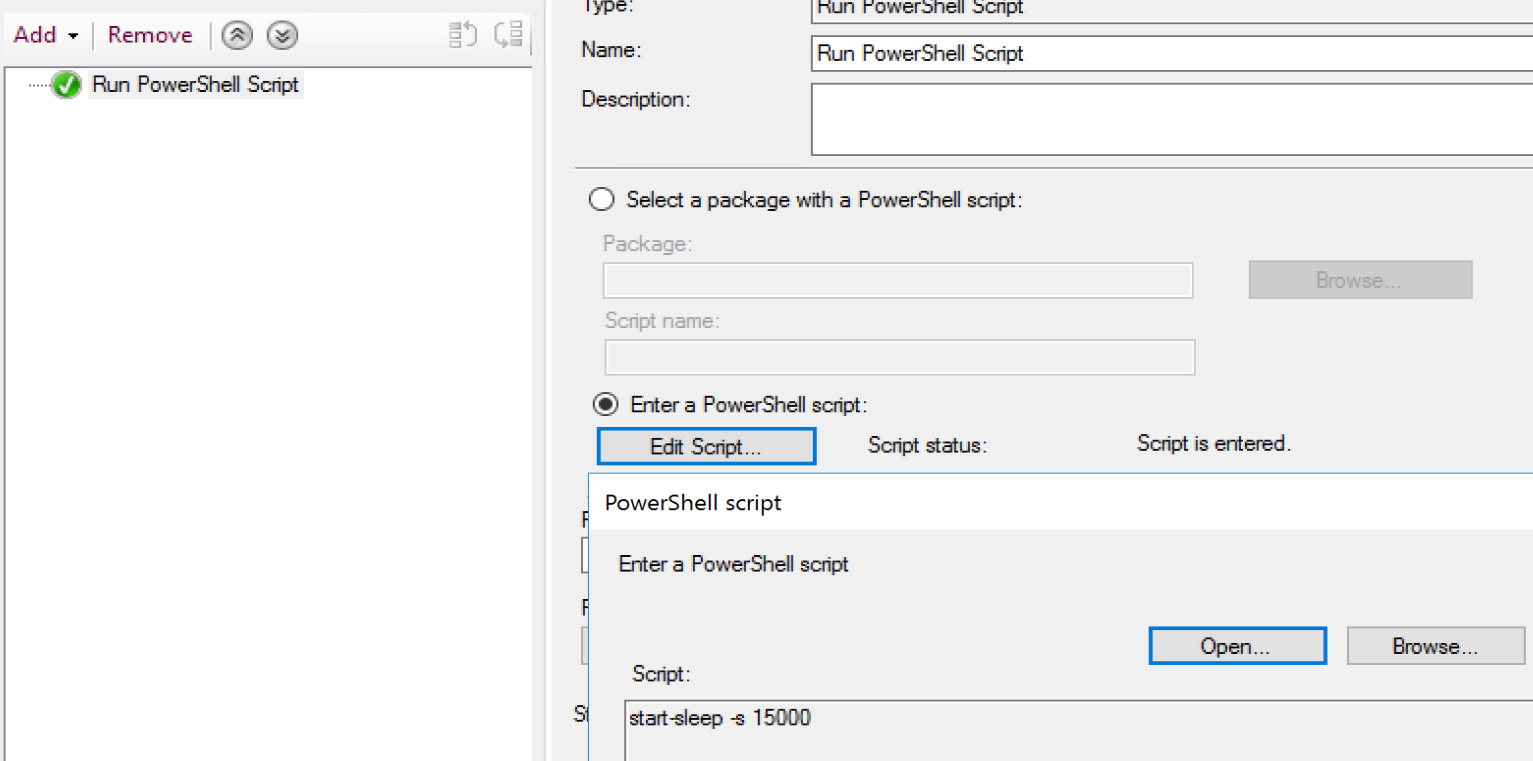 Type:
Run PowerShell Script
Add
Remove
Name:
Run PowerShell Script
Run PowerShell Script
Description:
Select a package with a PowerShell script:
Package:
Browse...
Script name:
Enter a PowerShell script:
Edit Script...
Script status:
Script is entered.
PowerShell script
Enter a PowerShell script
Open...
Browse...
Script:
start-sleep -s 15000